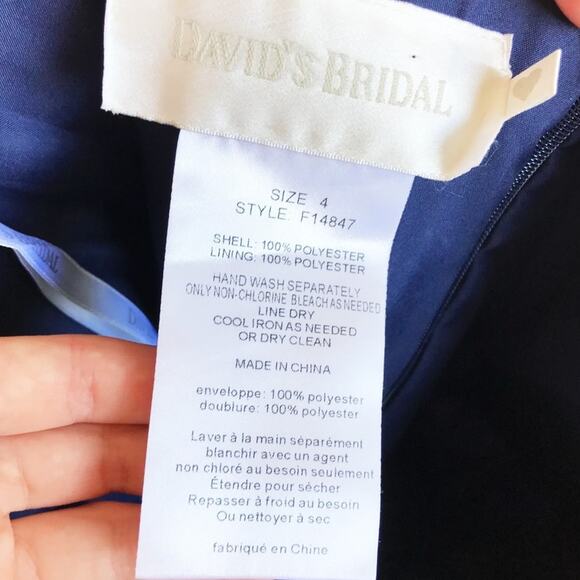 DAVID'S BRIDAL
SIZE 4
STYLE: F14847
SHELL: 100% POLYESTER
LINING: 100% POLYESTER
HAND WASH SEPARATELY
ONLY NON-CHLORINE BLEACH AS NEEDED
LINE DRY
COOL IRON AS NEEDED
OR DRY CLEAN
MADE IN CHINA
enveloppe: 100% polyester
doublure: 100% polyester
Laver à la main séparément
blanchir avec un agent
non chloré au besoin seulement
Étendre pour sécher
Repasser à froid au besoin
Ou nettoyer à sec
fabriqué en Chine
BRIDAL
D